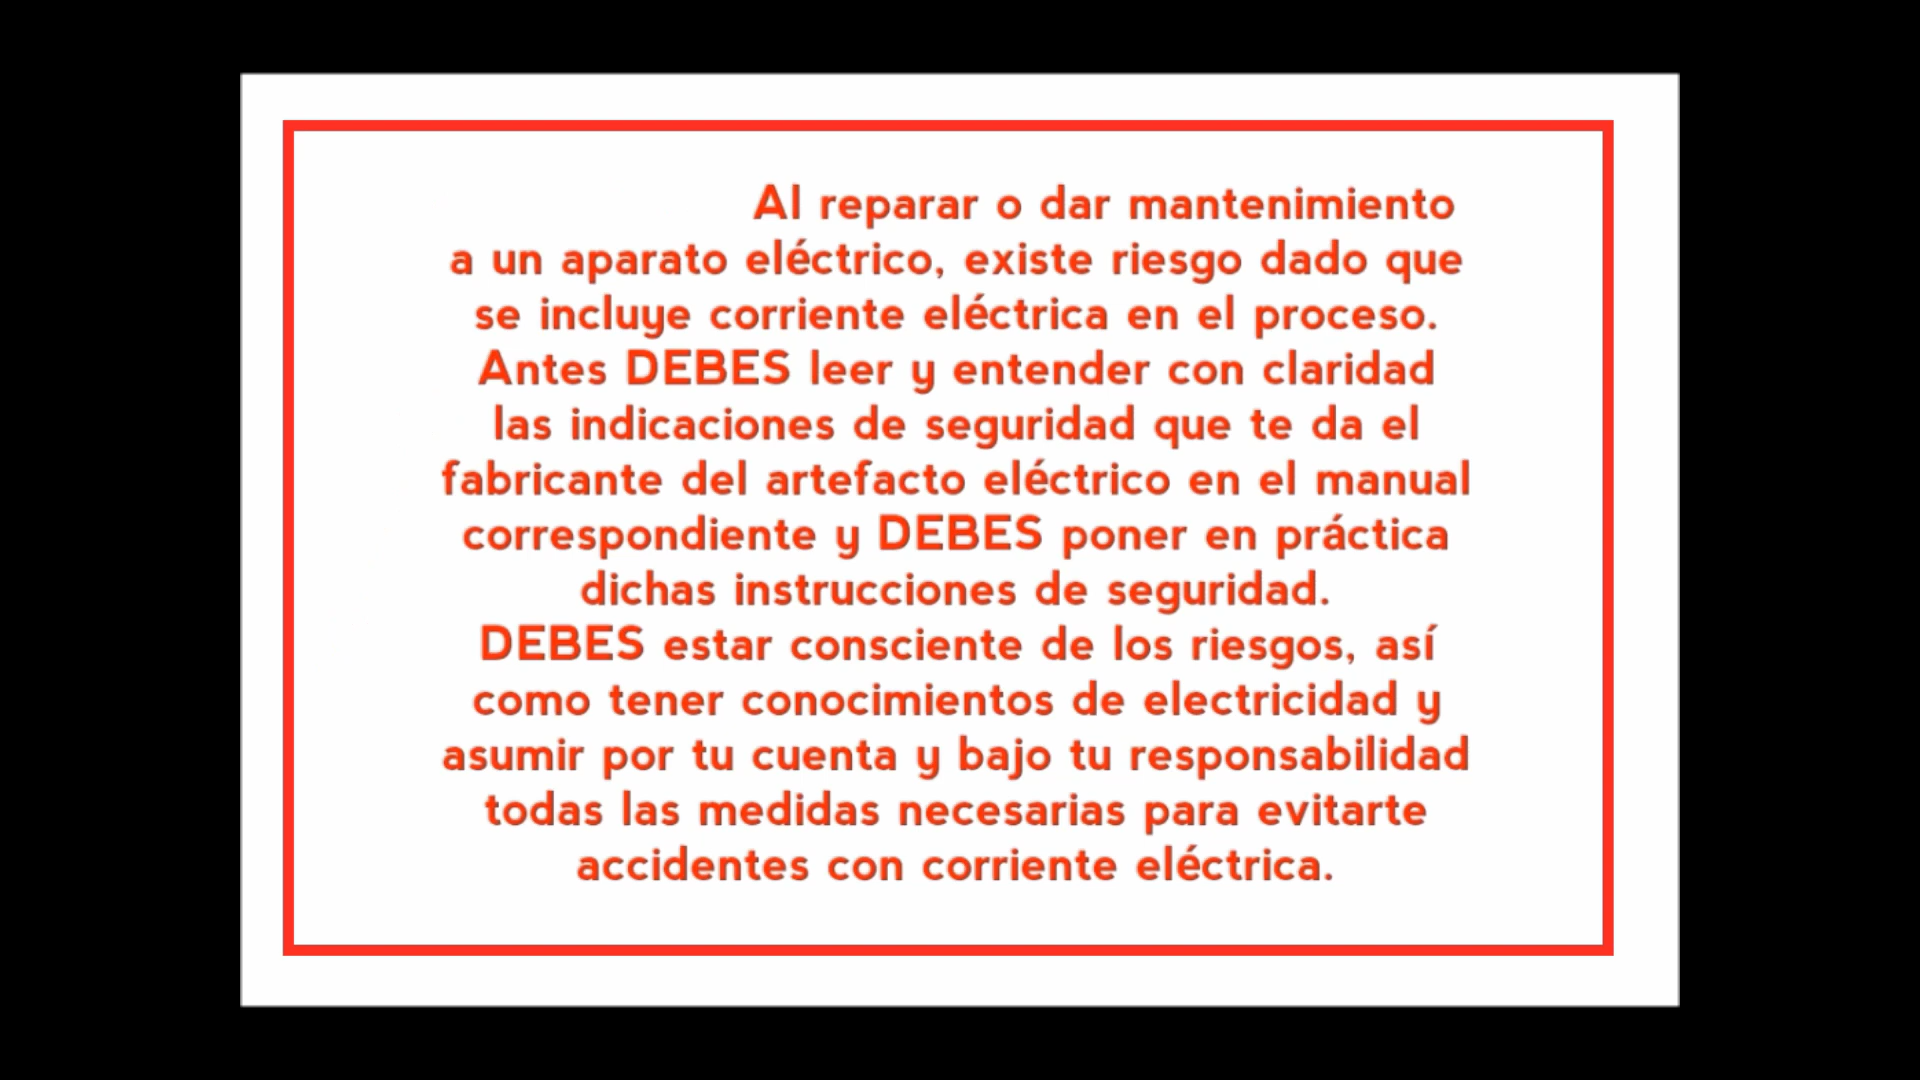 Al reparar o dar mantenimiento
a un aparato eléctrico, existe riesgo dado que
se incluye corriente eléctrica en el proceso.
Antes DEBES leer y entender con claridad
las indicaciones de seguridad que te da el
fabricante del artefacto eléctrico en el manual
correspondiente y DEBES poner en práctica
dichas instrucciones de seguridad.
DEBES estar consciente de los riesgos, así
como tener conocimientos de electricidad y
asumir por tu cuenta y bajo tu responsabilidad
todas las medidas necesarias para evitarte
accidentes con corriente eléctrica.